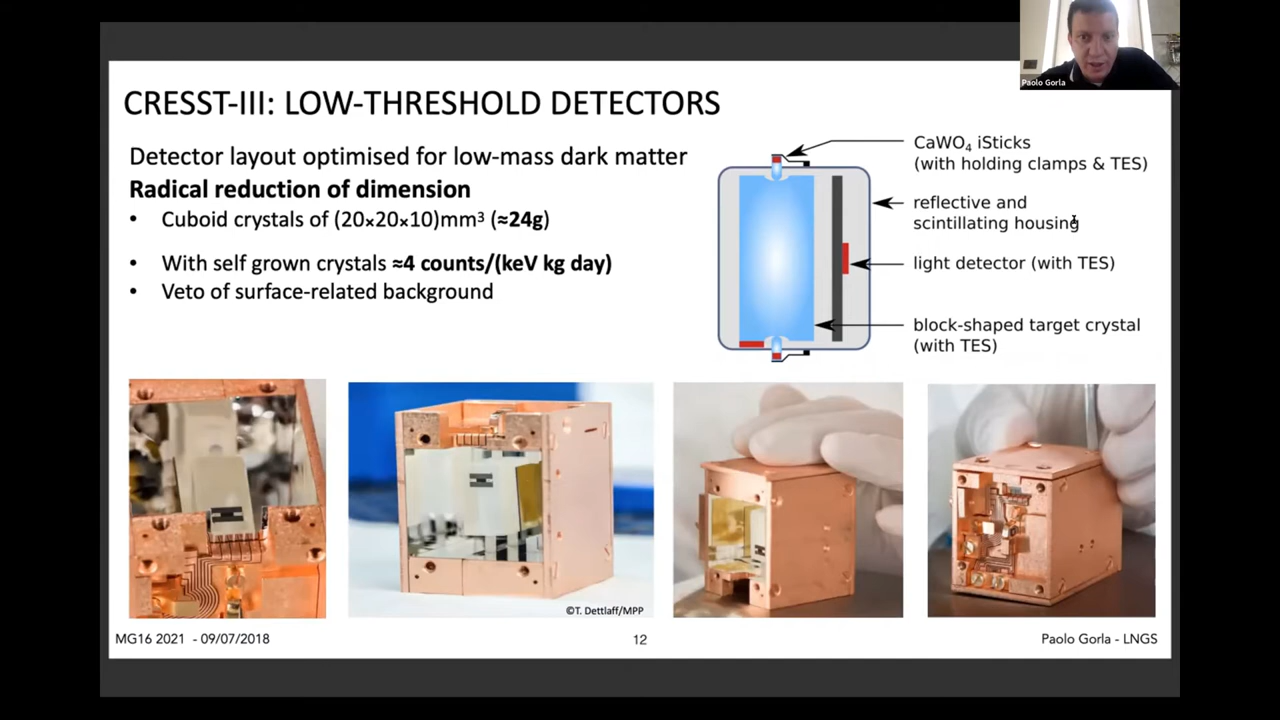 Paolo Gorla
CRESST-III: LOW-THRESHOLD DETECTORS
Detector layout optimised for low-mass dark matter
Radical reduction of dimension
• Cuboid crystals of (20×20×10)mm³ (≈24g)
• With self grown crystals ≈4 counts/(keV kg day)
• Veto of surface-related background
CaWO₄ iSticks
(with holding clamps & TES)
reflective and
scintillating housing
light detector (with TES)
block-shaped target crystal
(with TES)
©T. Dettlaff/MPP
MG16 2021 - 09/07/2018
12
Paolo Gorla - LNGS